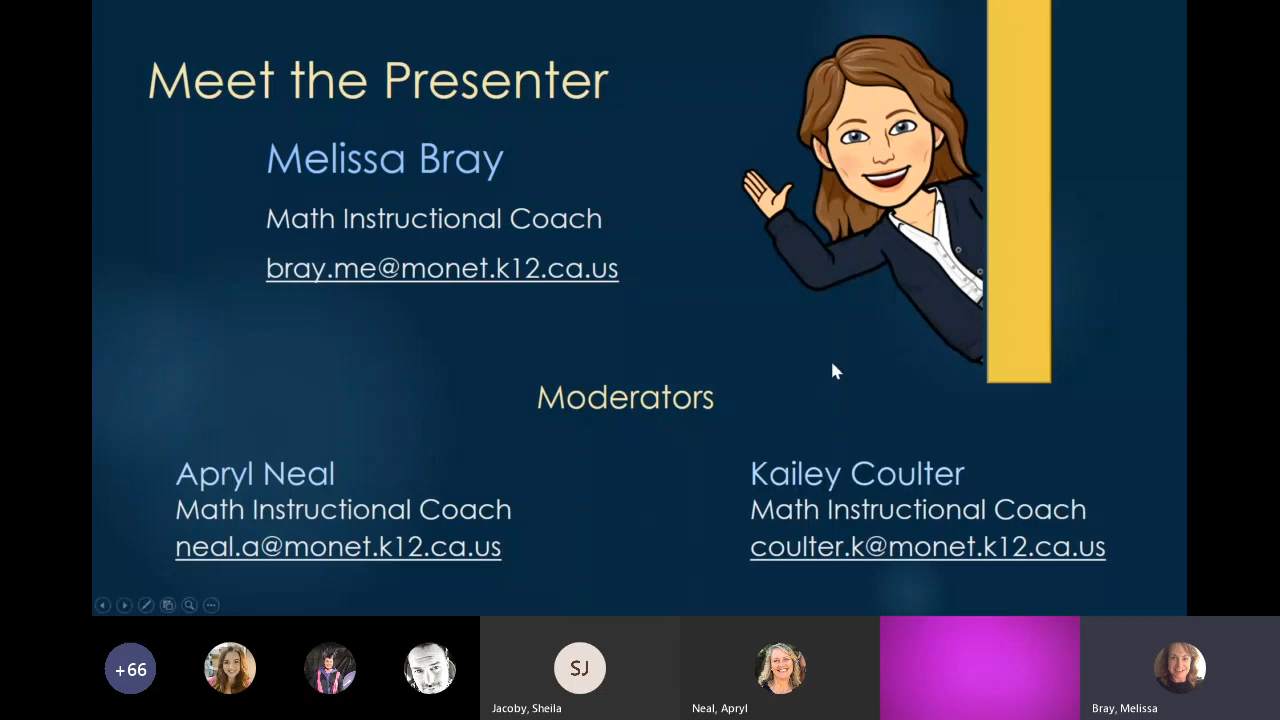 Meet the Presenter
Melissa Bray
Math Instructional Coach
bray.me@monet.k12.ca.us
Moderators
Apryl Neal
Math Instructional Coach
neal.a@monet.k12.ca.us
Kailey Coulter
Math Instructional Coach
coulter.k@monet.k12.ca.us
+66
SJ
Jacoby, Sheila
Neal, Apryl
Bray, Melissa